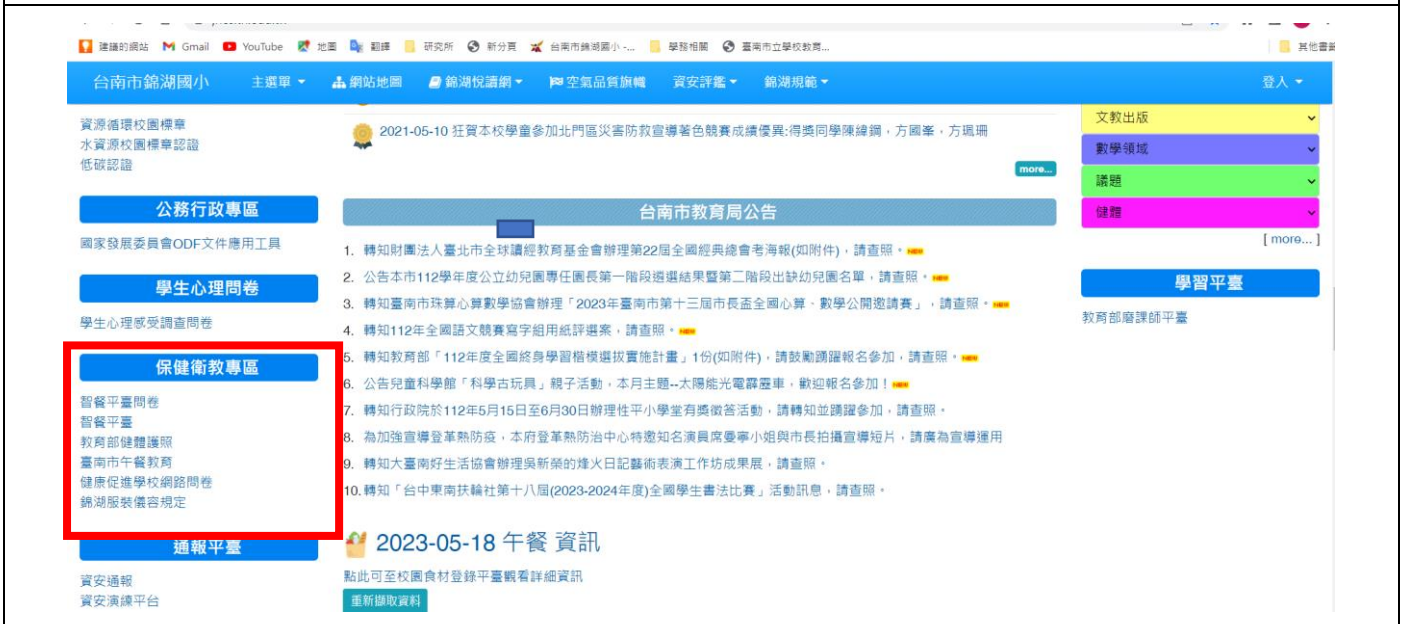 建議的網站 Gmail YouTube 地圖 翻譯 研究所 新分頁 台南市錦湖國小 -... 學務相關 臺南市立學校教育... 其他書
台南市錦湖國小 主選單 網站地圖 錦湖悅讀網 空氣品質旗幟 資安評鑑 錦湖規範 登入
資源循環校園標章
水資源校園標章認證
低碳認證
公務行政專區
國家發展委員會ODF文件應用工具
學生心理問卷
學生心理感受調查問卷
保健衛教專區
智餐平臺問卷
智餐平臺
教育部健體護照
臺南市午餐教育
健康促進學校網路問卷
錦湖服裝儀容規定
通報平臺
資安通報
資安演練平台
2021-05-10 狂賀本校學童參加北門區災害防救宣導著色競賽成績優異:得獎同學陳緯鋼，方國峯，方珮珊
more...
台南市教育局公告
1. 轉知財團法人臺北市全球讀經教育基金會辦理第22屆全國經典總會考海報(如附件)，請查照。NEW
2. 公告本市112學年度公立幼兒園專任園長第一階段遴選結果暨第二階段出缺幼兒園名單，請查照。NEW
3. 轉知臺南市珠算心算數學協會辦理「2023年臺南市第十三屆市長盃全國心算、數學公開邀請賽」，請查照。NEW
4. 轉知112年全國語文競賽寫字組用紙評選案，請查照。NEW
5. 轉知教育部「112年度全國終身學習楷模選拔實施計畫」1份(如附件)，請鼓勵踴躍報名參加，請查照。NEW
6. 公告兒童科學館「科學古玩具」親子活動，本月主題--太陽能光電霹靂車，歡迎報名參加！NEW
7. 轉知行政院於112年5月15日至6月30日辦理性平小學堂有獎徵答活動，請轉知並踴躍參加，請查照。
8. 為加強宣導登革熱防疫，本府登革熱防治中心特邀知名演員席曼寧小姐與市長拍攝宣導短片，請廣為宣導運用
9. 轉知大臺南好生活協會辦理吳新榮的烽火日記藝術表演工作坊成果展，請查照。
10. 轉知「台中東南扶輪社第十八屆(2023-2024年度)全國學生書法比賽」活動訊息，請查照。
2023-05-18 午餐 資訊
點此可至校園食材登錄平臺觀看詳細資訊
重新擷取資料
文教出版
數學領域
議題
健體
[ more... ]
學習平臺
教育部磨課師平臺